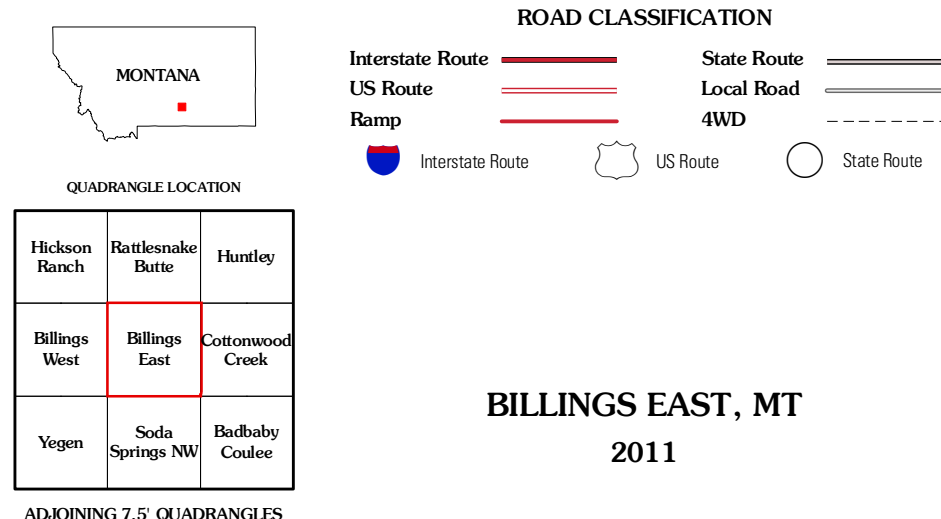 MONTANA
QUADRANGLE LOCATION
Hickson
Ranch
Rattlesnake
Butte
Huntley
Billings
West
Billings
East
Cottonwood
Creek
Yegen
Soda
Springs NW
Badbaby
Coulee
ADJOINING 7.5' QUADRANGLES
ROAD CLASSIFICATION
Interstate Route
State Route
US Route
Local Road
Ramp
4WD
Interstate Route
US Route
State Route
BILLINGS EAST, MT
2011